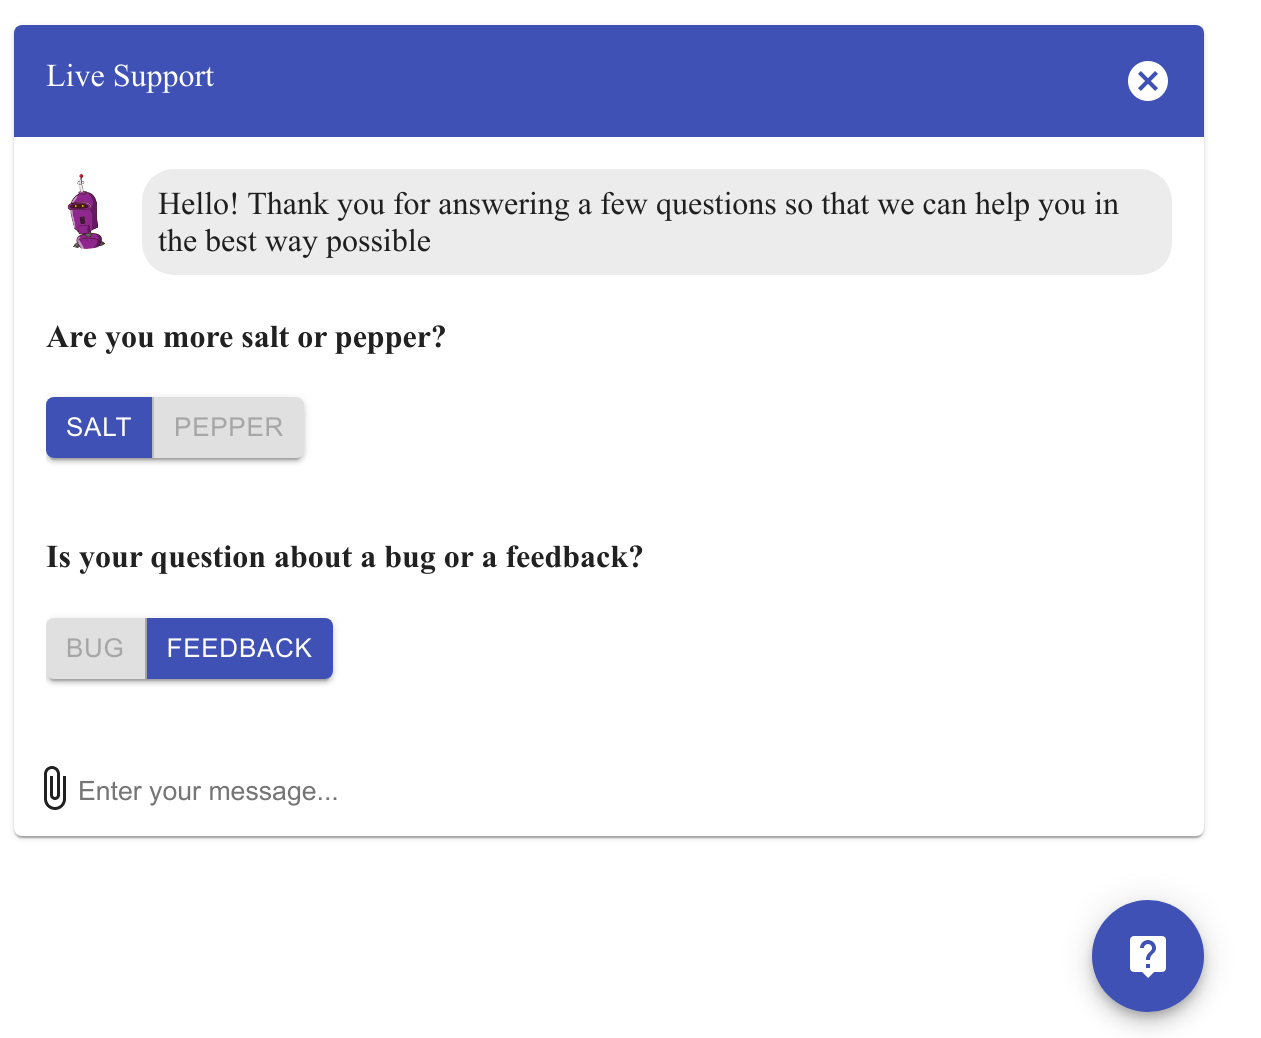 Live Support
Hello! Thank you for answering a few questions so that we can help you in
the best way possible
Are you more salt or pepper?
SALT PEPPER
Is your question about a bug or a feedback?
BUG FEEDBACK
Enter your message...